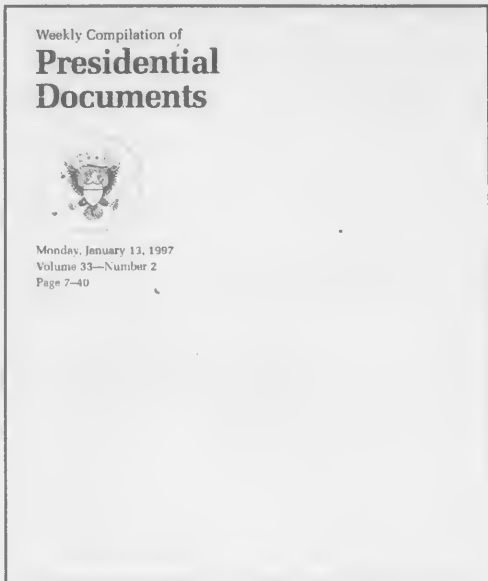 Weekly Compilation of
Presidential
Documents
Monday, January 13, 1997
Volume 33—Number 2
Page 7–40